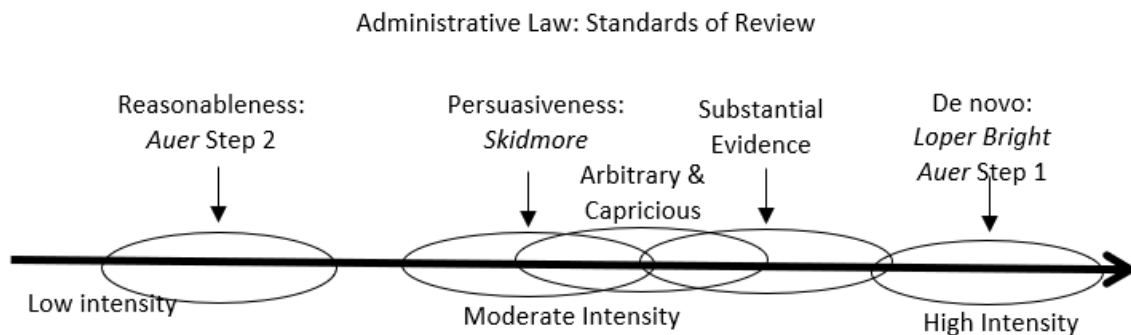 Administrative Law: Standards of Review
Reasonableness:
Auer Step 2
Persuasiveness:
Skidmore
Arbitrary &
Capricious
Substantial
Evidence
De novo:
Loper Bright
Auer Step 1
Low intensity
Moderate Intensity
High Intensity